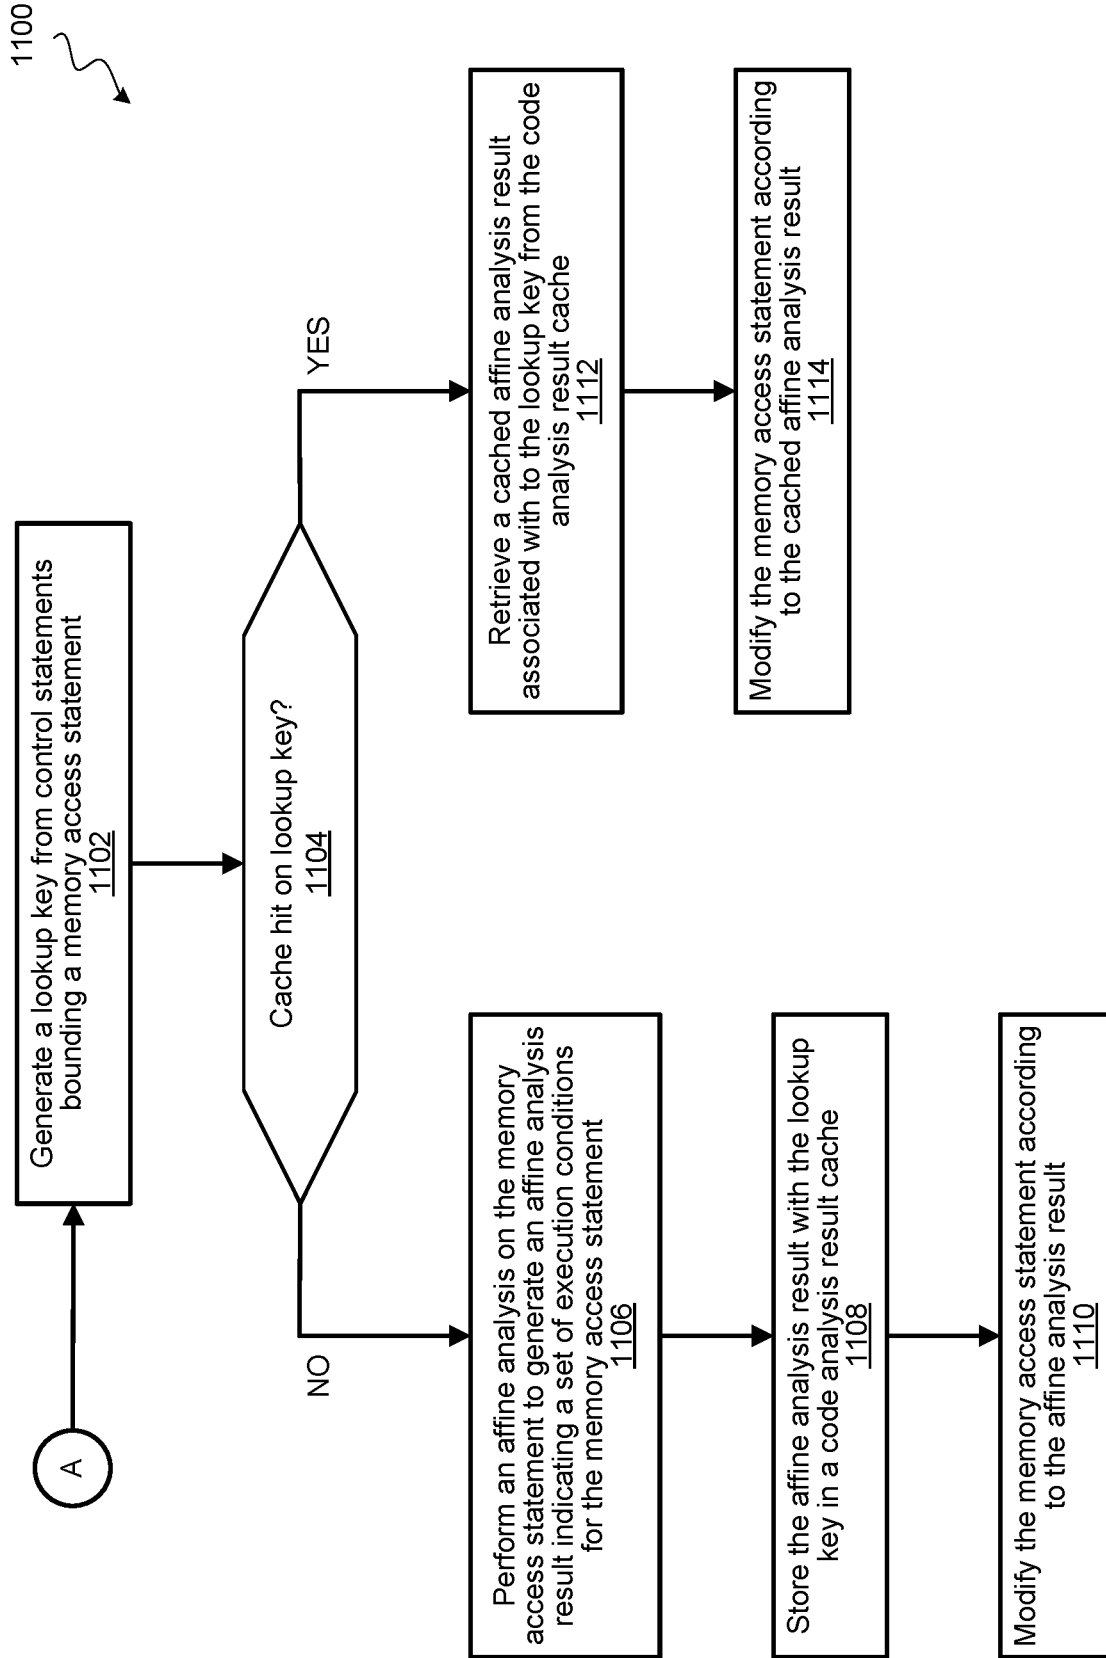 1100
A
Generate a lookup key from control statements
bounding a memory access statement
1102
Cache hit on lookup key?
1104
NO
YES
Perform an affine analysis on the memory
access statement to generate an affine analysis
result indicating a set of execution conditions
for the memory access statement
1106
Store the affine analysis result with the lookup
key in a code analysis result cache
1108
Modify the memory access statement according
to the affine analysis result
1110
Retrieve a cached affine analysis result
associated with to the lookup key from the code
analysis result cache
1112
Modify the memory access statement according
to the cached affine analysis result
1114